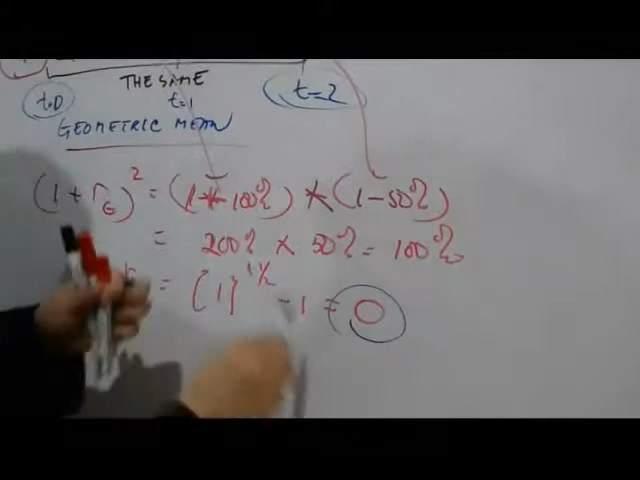 THE SAME
t=0 t=1 t=2
GEOMETRIC MEAN
(1 + r_G)^2 = (1 + 100%) × (1 - 50%)
= 200% × 50% = 100%
= [1]^1/2 - 1 = 0